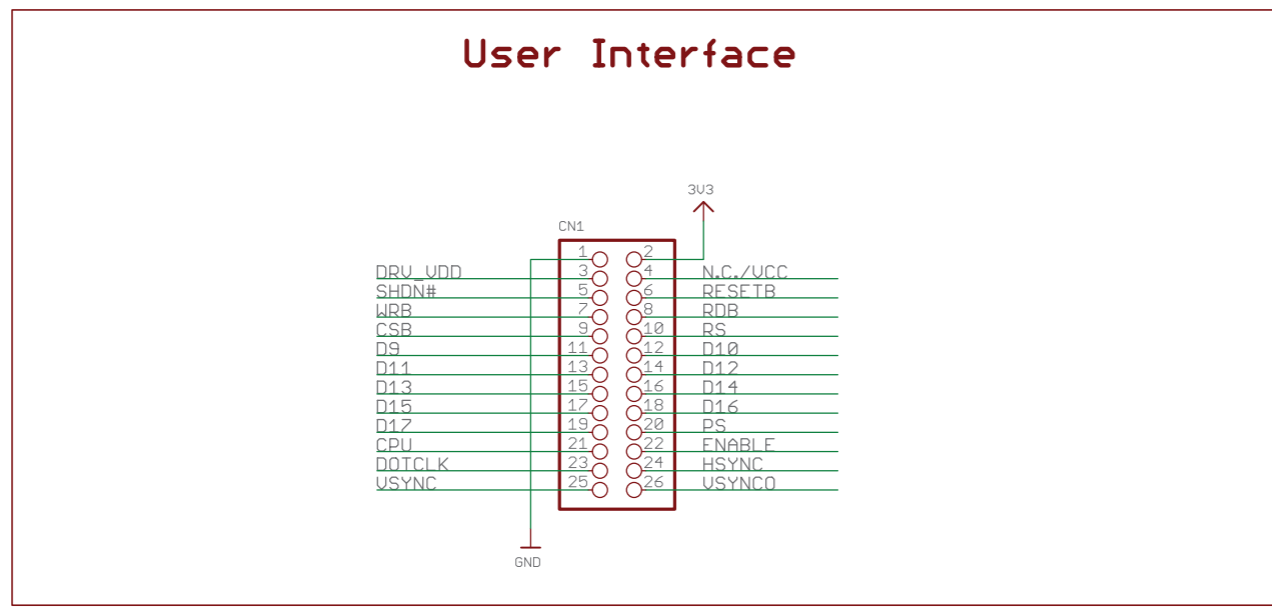 User Interface
3V3
CN1
1 2
DRV_VDD 3 4 N.C./VCC
SHDN# 5 6 RESETB
WRB 7 8 RDB
CSB 9 10 RS
D9 11 12 D10
D11 13 14 D12
D13 15 16 D14
D15 17 18 D16
D17 19 20 PS
CPU 21 22 ENABLE
DOTCLK 23 24 HSYNC
VSYNC 25 26 VSYNCO
GND